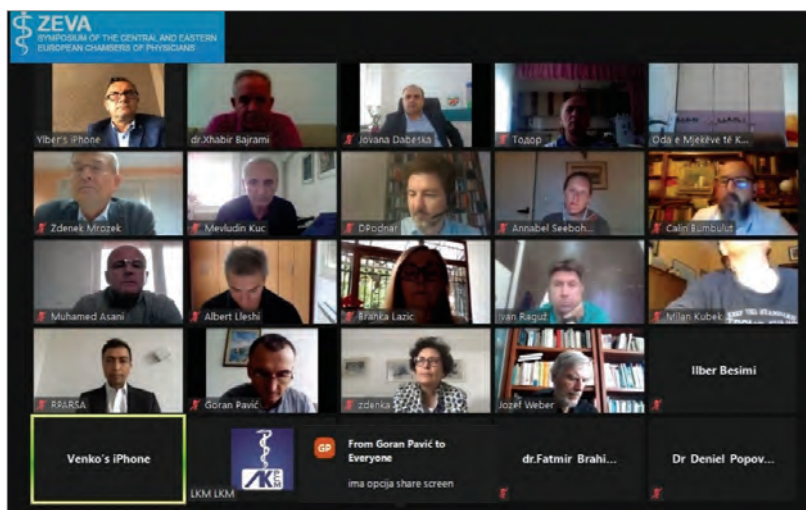 ZEVA
SYMPOSIUM OF THE CENTRAL AND EASTERN
EUROPEAN CHAMBERS OF PHYSICIANS
Ylber's iPhone
dr.Xhabir Bajrami
Jovana Dabeska
Тодор
Oda e Mjekëve të K...
Zdenek Mrozek
Mevludin Kuc
DPodnar
Annabel Seeboh...
Calin Bumbulut
Muhamed Asani
Albert Lleshi
Branka Lazic
Ivan Raguž
Milan Kubek
RPARSA
Goran Pavić
zdenka
Jozef Weber
Ilber Besimi
Venko's iPhone
LKM LKM
GP
From Goran Pavić to
Everyone
ima opcija share screen
dr.Fatmir Brahi...
Dr Deniel Popov...